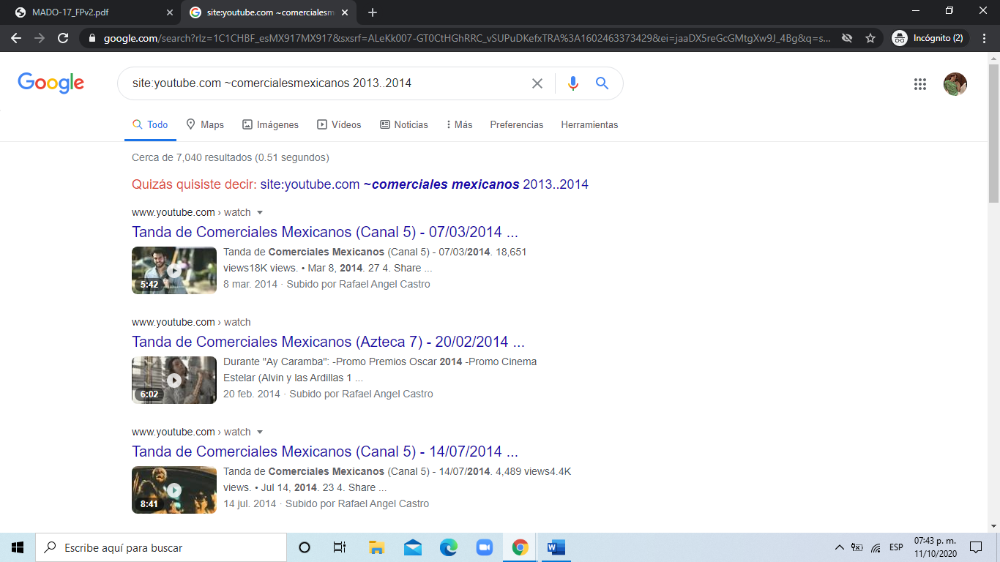 MADO-17_FPv2.pdf
site:youtube.com ~comercialesm
google.com/search?rlz=1C1CHBF_esMX917MX917&sxsrf=ALeKk007-GT0CtHGhRRC_vSUPuDKefxTRA%3A1602463373429&ei=jaaDX5reGcGMtgXw9J_4Bg&q=s...
Incógnito (2)
Google
site:youtube.com ~comercialesmexicanos 2013..2014
Todo Maps Imágenes Vídeos Noticias Más Preferencias Herramientas
Cerca de 7,040 resultados (0.51 segundos)
Quizás quisiste decir: site:youtube.com ~comerciales mexicanos 2013..2014
www.youtube.com › watch
Tanda de Comerciales Mexicanos (Canal 5) - 07/03/2014 ...
Tanda de Comerciales Mexicanos (Canal 5) - 07/03/2014. 18,651
views18K views. • Mar 8, 2014. 27 4. Share ...
5:42
8 mar. 2014 · Subido por Rafael Angel Castro
www.youtube.com › watch
Tanda de Comerciales Mexicanos (Azteca 7) - 20/02/2014 ...
Durante "Ay Caramba": -Promo Premios Oscar 2014 -Promo Cinema
Estelar (Alvin y las Ardillas 1 ...
6:02
20 feb. 2014 · Subido por Rafael Angel Castro
www.youtube.com › watch
Tanda de Comerciales Mexicanos (Canal 5) - 14/07/2014 ...
Tanda de Comerciales Mexicanos (Canal 5) - 14/07/2014. 4,489 views4.4K
views. • Jul 14, 2014. 23 4. Share ...
8:41
14 jul. 2014 · Subido por Rafael Angel Castro
Escribe aquí para buscar
ESP
07:43 p. m.
11/10/2020